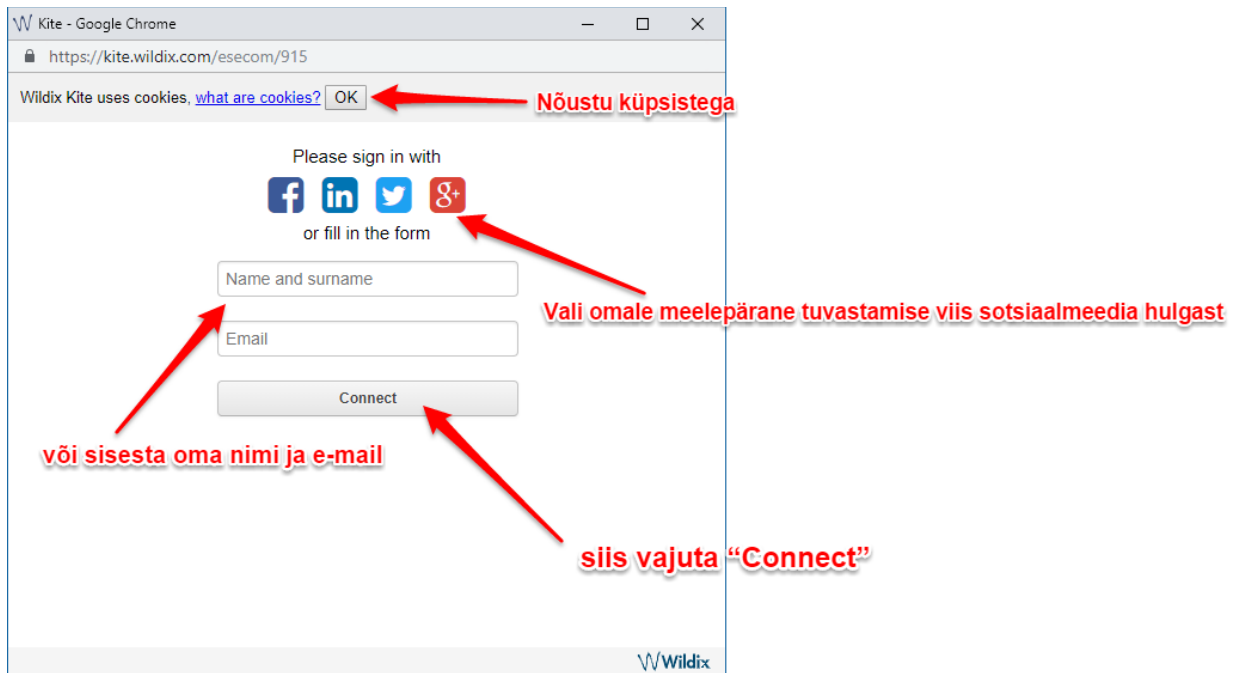 Kite - Google Chrome
https://kite.wildix.com/esecom/915
Wildix Kite uses cookies, what are cookies? OK
Nõustu küpsistega
Please sign in with
or fill in the form
Name and surname
Vali omale meelepärane tuvastamise viis sotsiaalmeedia hulgast
Email
Connect
või sisesta oma nimi ja e-mail
siis vajuta “Connect”
Wildix